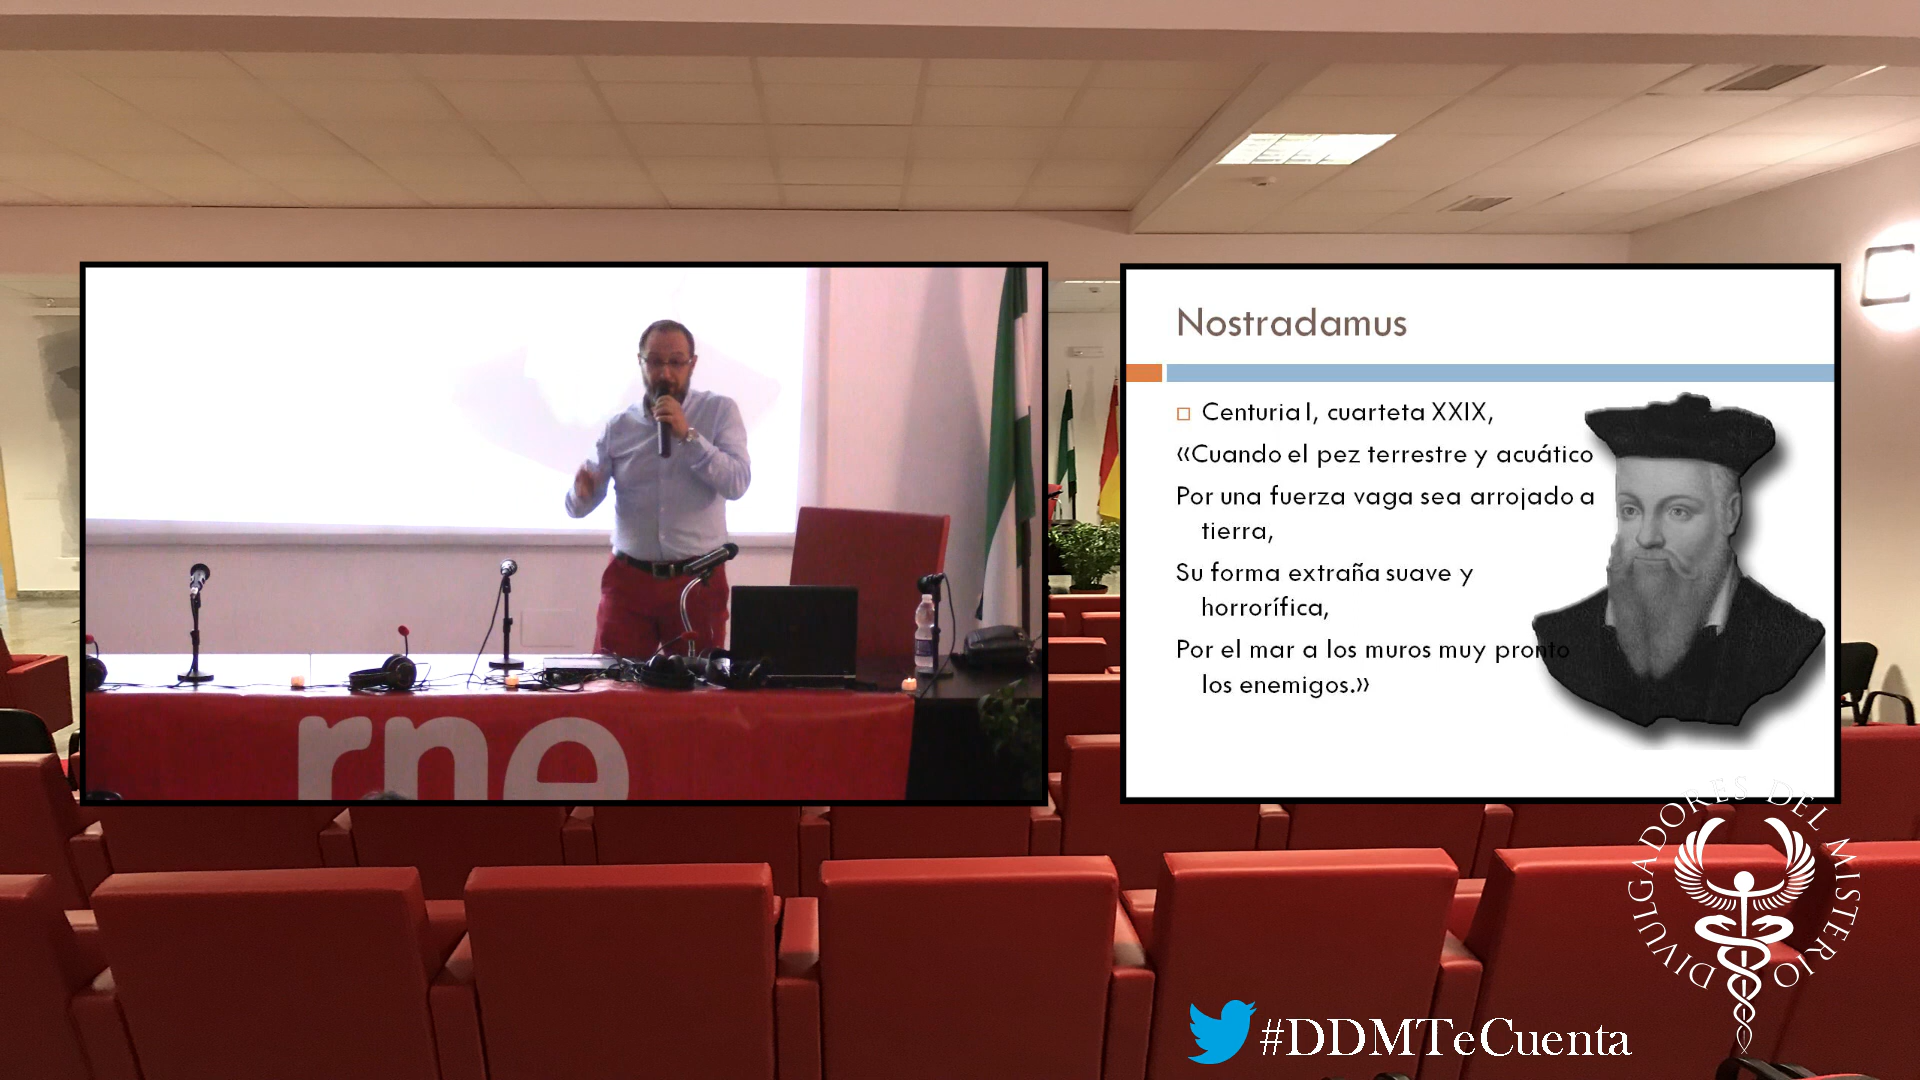 Nostradamus
Centuria I, cuarteta XXIX,
«Cuando el pez terrestre y acuático
Por una fuerza vaga sea arrojado a
tierra,
Su forma extraña suave y
horrorífica,
Por el mar a los muros muy pronto
los enemigos.»
rne
DIVULGADORES DEL MISTERIO
#DDMTeCuenta